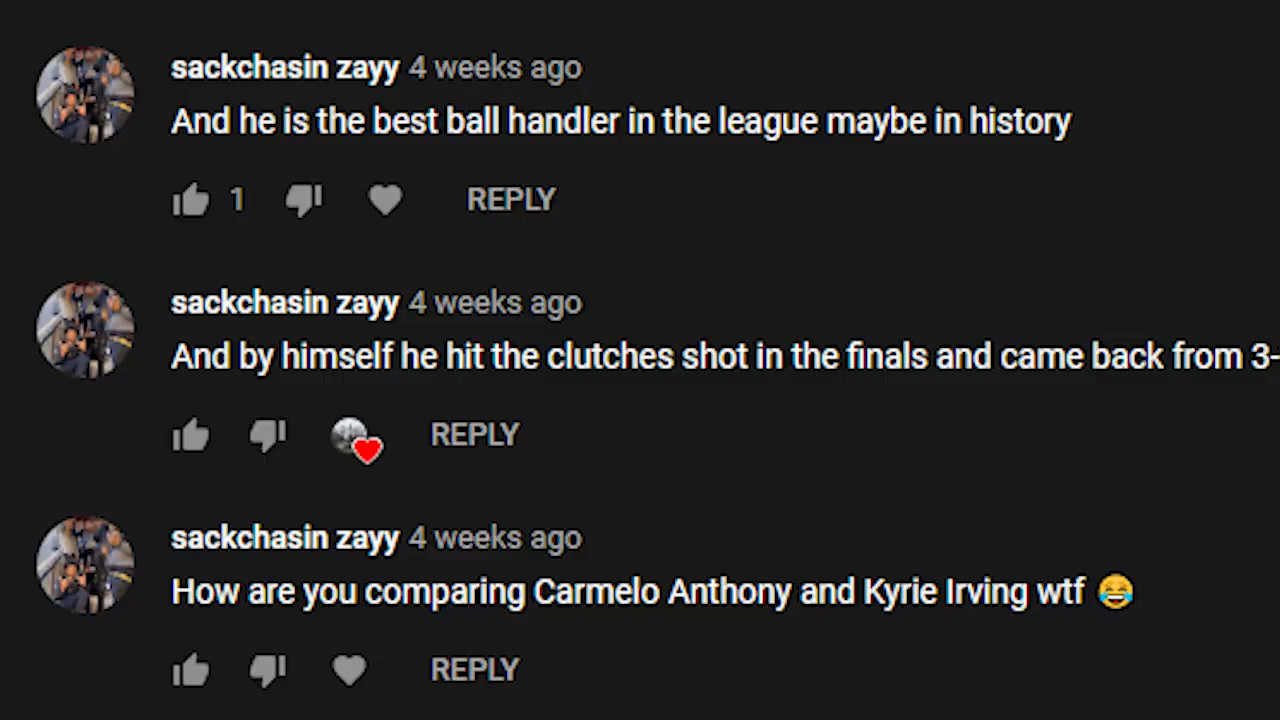 sackchasin zayy 4 weeks ago
And he is the best ball handler in the league maybe in history
1 REPLY
sackchasin zayy 4 weeks ago
And by himself he hit the clutches shot in the finals and came back from 3-
REPLY
sackchasin zayy 4 weeks ago
How are you comparing Carmelo Anthony and Kyrie Irving wtf 😂
REPLY